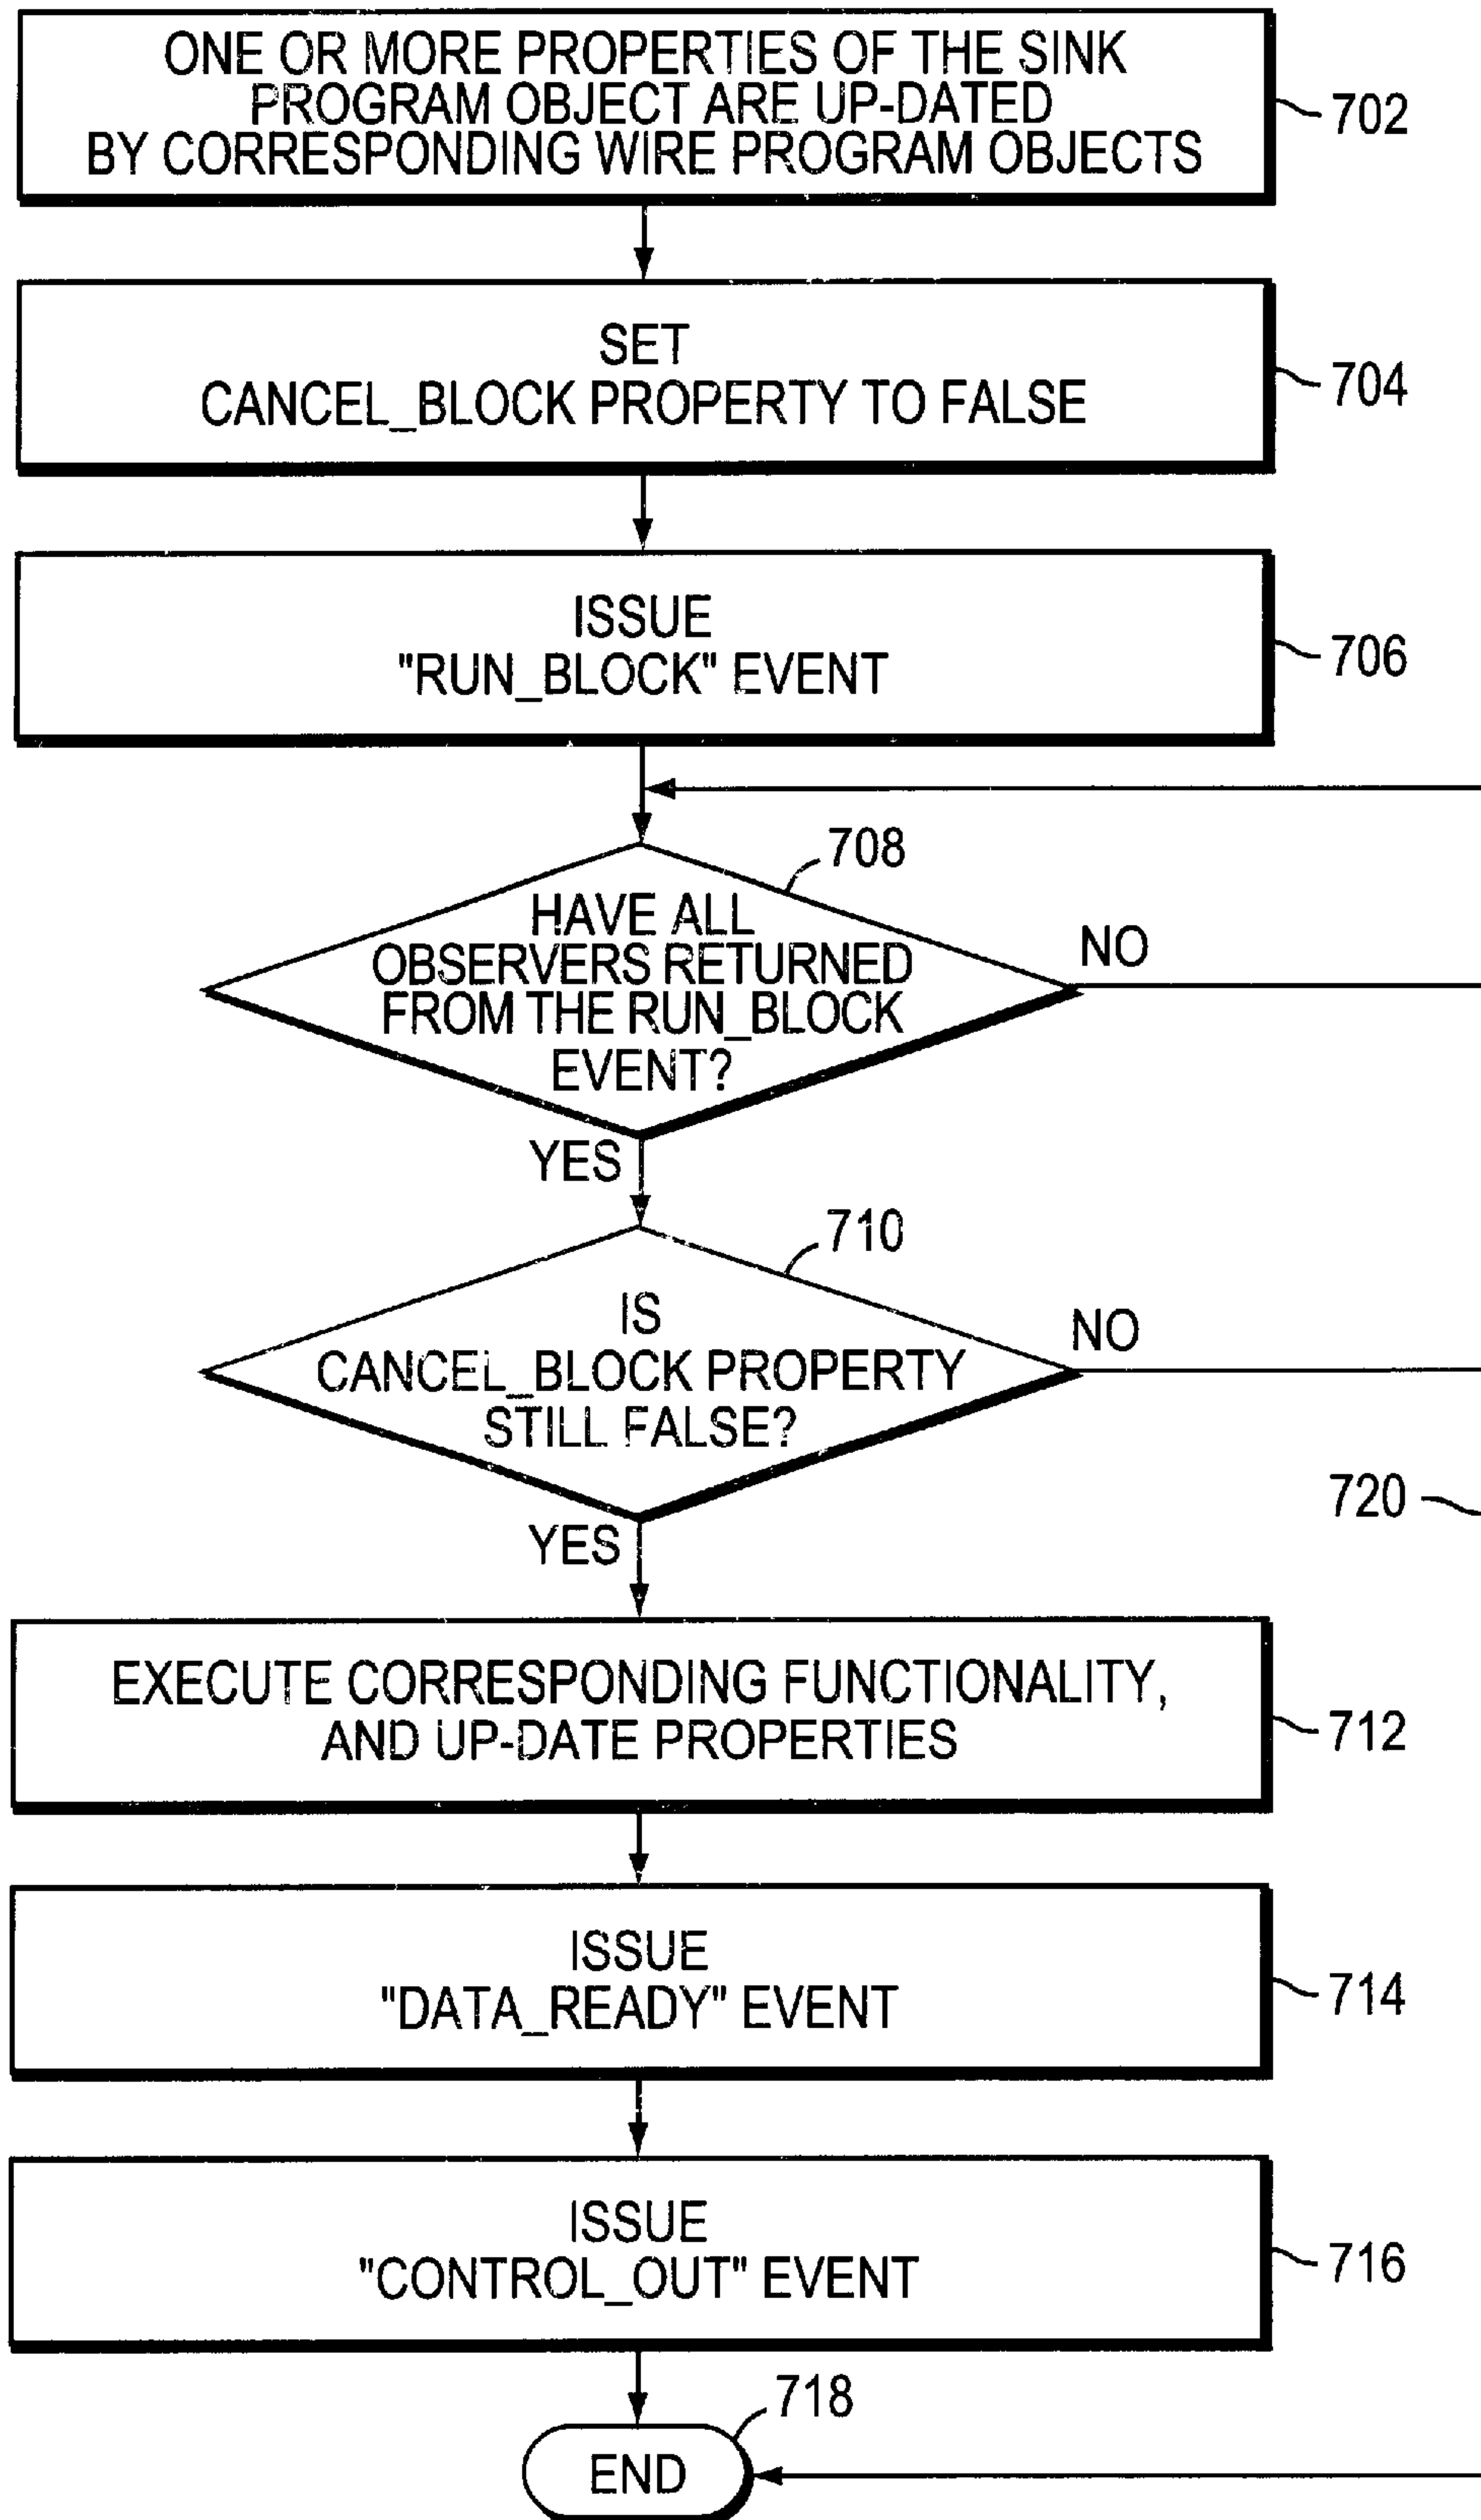 ONE OR MORE PROPERTIES OF THE SINK
PROGRAM OBJECT ARE UP-DATED
BY CORRESPONDING WIRE PROGRAM OBJECTS
702
SET
CANCEL_BLOCK PROPERTY TO FALSE
704
ISSUE
"RUN_BLOCK" EVENT
706
708
HAVE ALL
OBSERVERS RETURNED
FROM THE RUN_BLOCK
EVENT?
NO
YES
710
IS
CANCEL_BLOCK PROPERTY
STILL FALSE?
NO
720
YES
EXECUTE CORRESPONDING FUNCTIONALITY,
AND UP-DATE PROPERTIES
712
ISSUE
"DATA_READY" EVENT
714
ISSUE
"CONTROL_OUT" EVENT
716
718
END